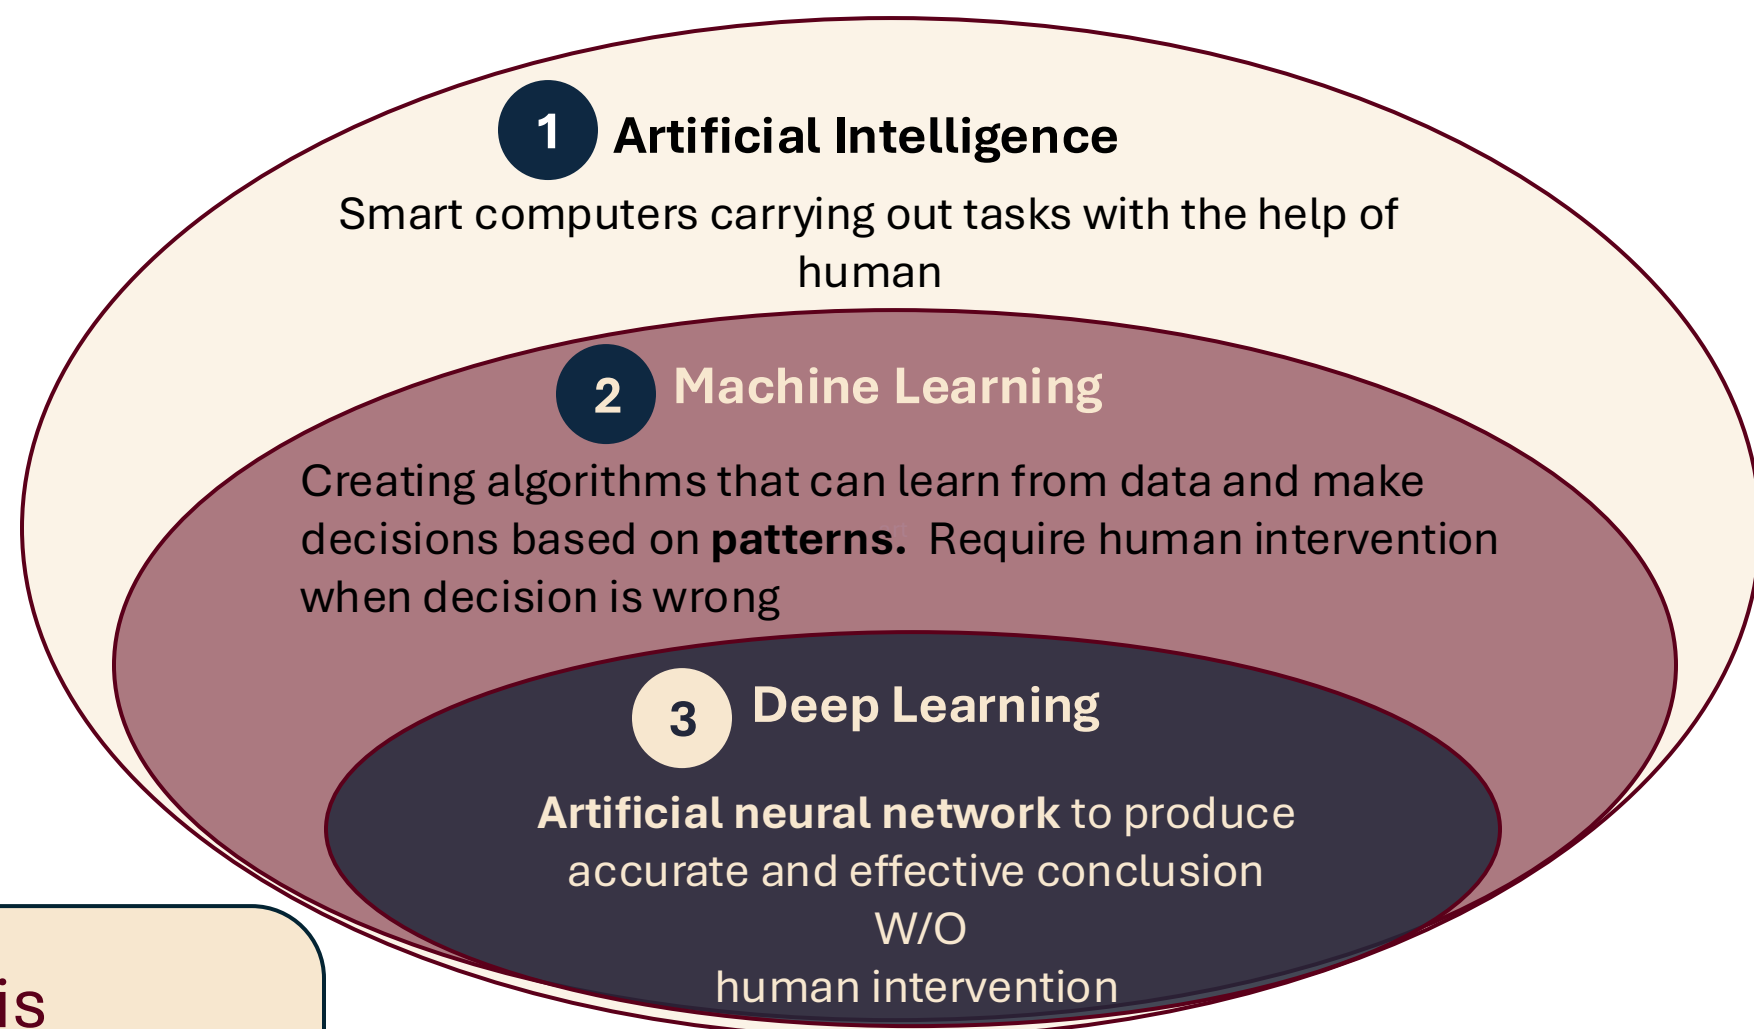 1 Artificial Intelligence
Smart computers carrying out tasks with the help of
human
2 Machine Learning
Creating algorithms that can learn from data and make
decisions based on patterns. Require human intervention
when decision is wrong
3 Deep Learning
Artificial neural network to produce
accurate and effective conclusion
W/O
human intervention
is